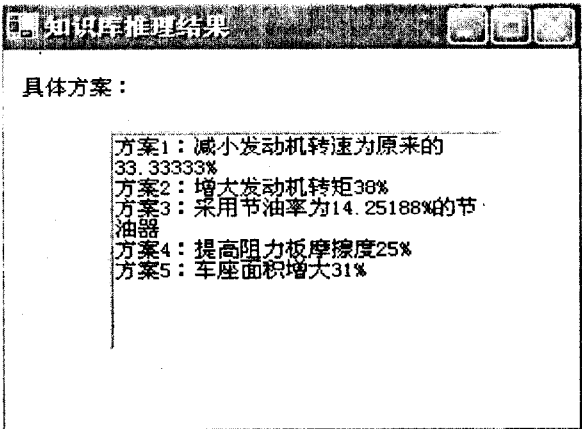 知识库推理结果
具体方案：
方案1：减小发动机转速为原来的
33.33333%
方案2：增大发动机转矩38%
方案3：采用节油率为14.25188%的节
油器
方案4：提高阻力板摩擦度25%
方案5：车座面积增大31%